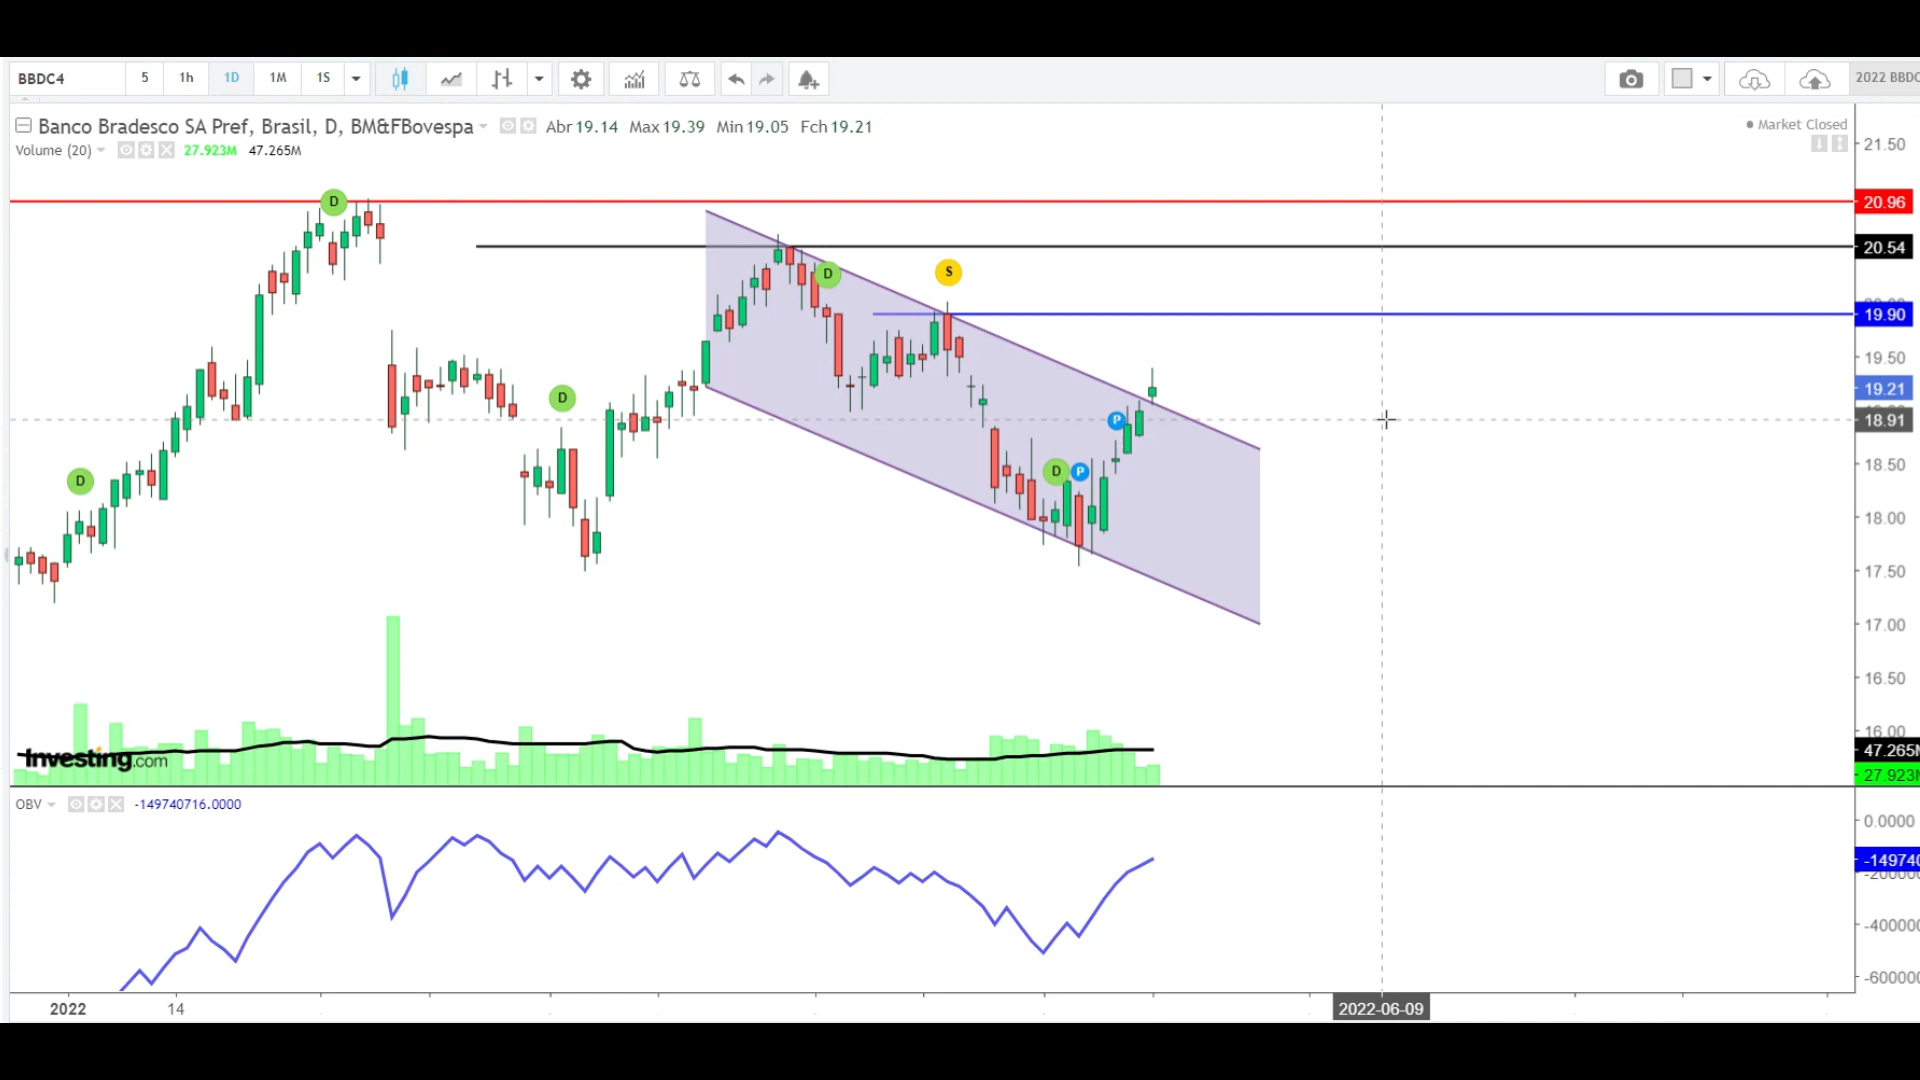 BBDC4 5 1h 1D 1M 1S 2022 BBDC
Banco Bradesco SA Pref, Brasil, D, BM&FBovespa Abr 19.14 Max 19.39 Min 19.05 Fch 19.21
Market Closed
Volume (20) 27.923M 47.265M
21.50
D
20.96
20.54
D
S
19.90
19.50
19.21
D
P
18.91
D
D P
18.50
18.00
17.50
17.00
16.50
16.00
47.265M
Investing.com
27.923M
OBV -149740716.0000
0.0000
-149740
-400000
-600000
2022 14 2022-06-09